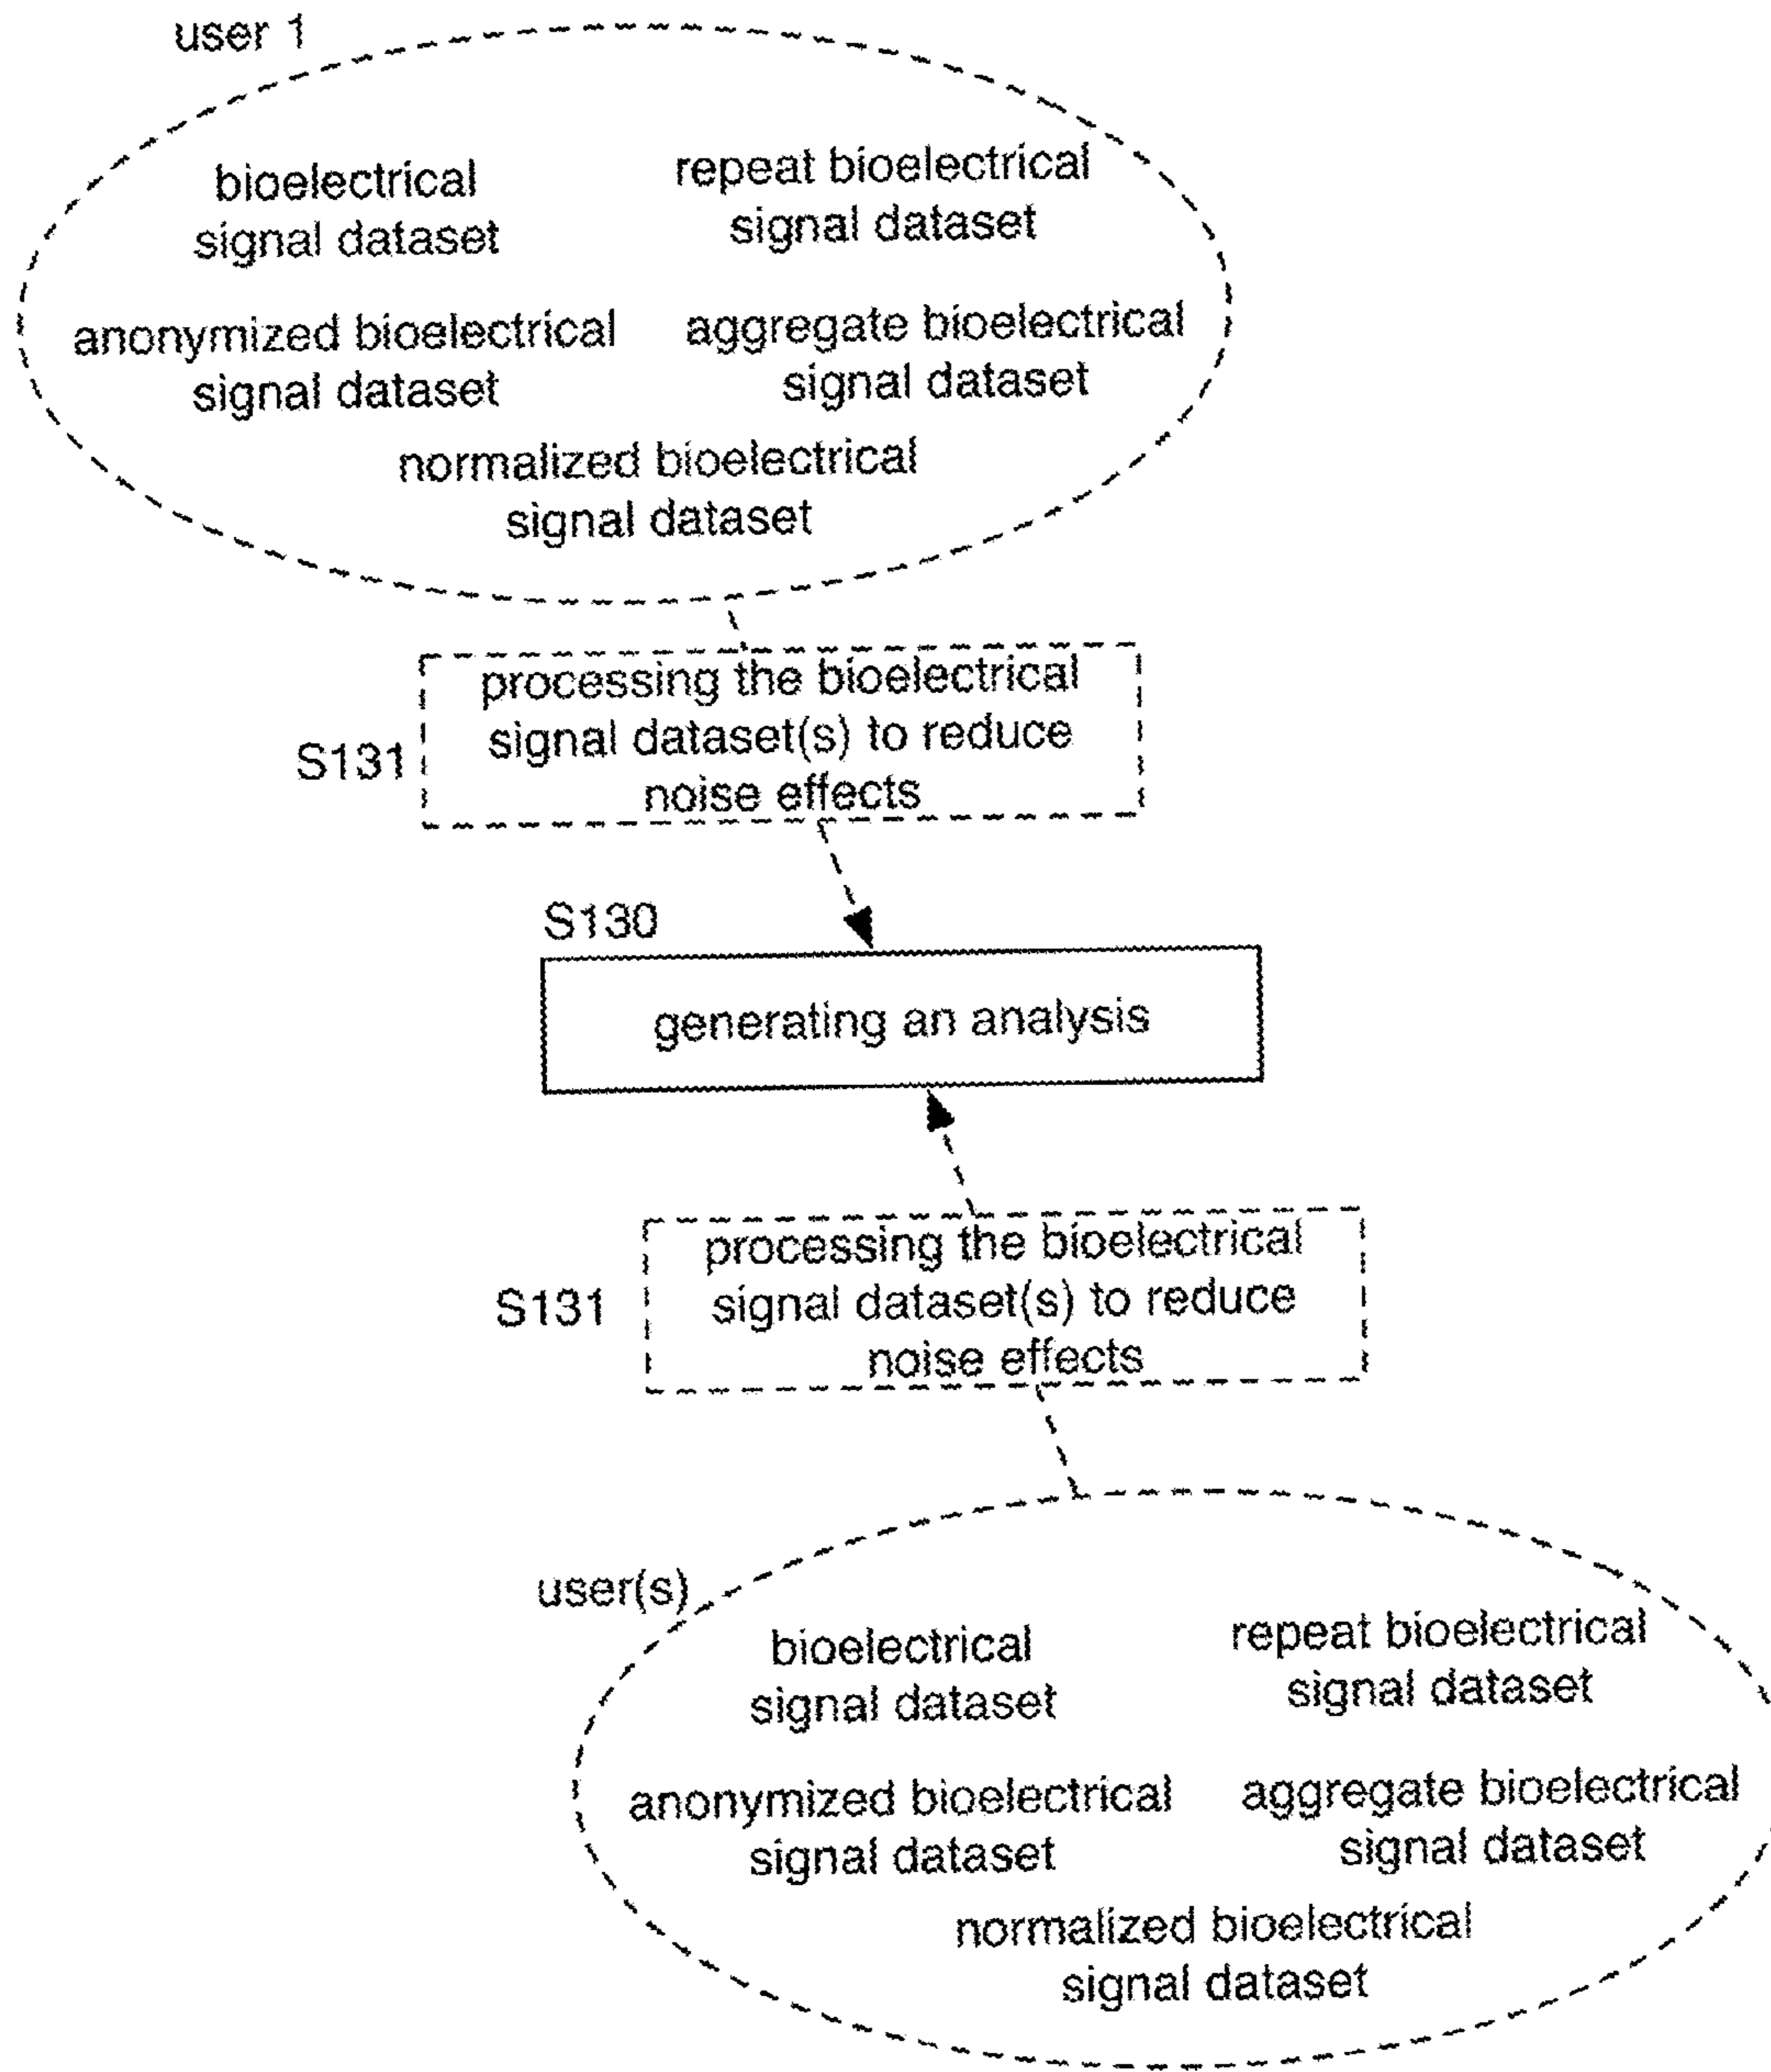 user 1
bioelectrical
signal dataset
repeat bioelectrical
signal dataset
anonymized bioelectrical
signal dataset
aggregate bioelectrical
signal dataset
normalized bioelectrical
signal dataset
S131
processing the bioelectrical
signal dataset(s) to reduce
noise effects
S130
generating an analysis
S131
processing the bioelectrical
signal dataset(s) to reduce
noise effects
user(s)
bioelectrical
signal dataset
repeat bioelectrical
signal dataset
anonymized bioelectrical
signal dataset
aggregate bioelectrical
signal dataset
normalized bioelectrical
signal dataset